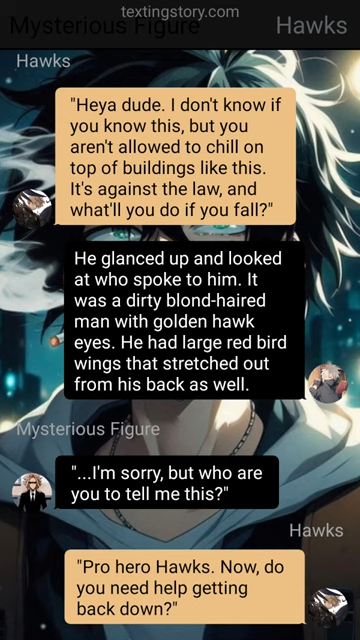 textingstory.com
Mysterious Figure
Hawks
Hawks
"Heya dude. I don't know if
you know this, but you
aren't allowed to chill on
top of buildings like this.
It's against the law, and
what'll you do if you fall?"
He glanced up and looked
at who spoke to him. It
was a dirty blond-haired
man with golden hawk
eyes. He had large red bird
wings that stretched out
from his back as well.
Mysterious Figure
"...I'm sorry, but who are
you to tell me this?"
Hawks
"Pro hero Hawks. Now, do
you need help getting
back down?"